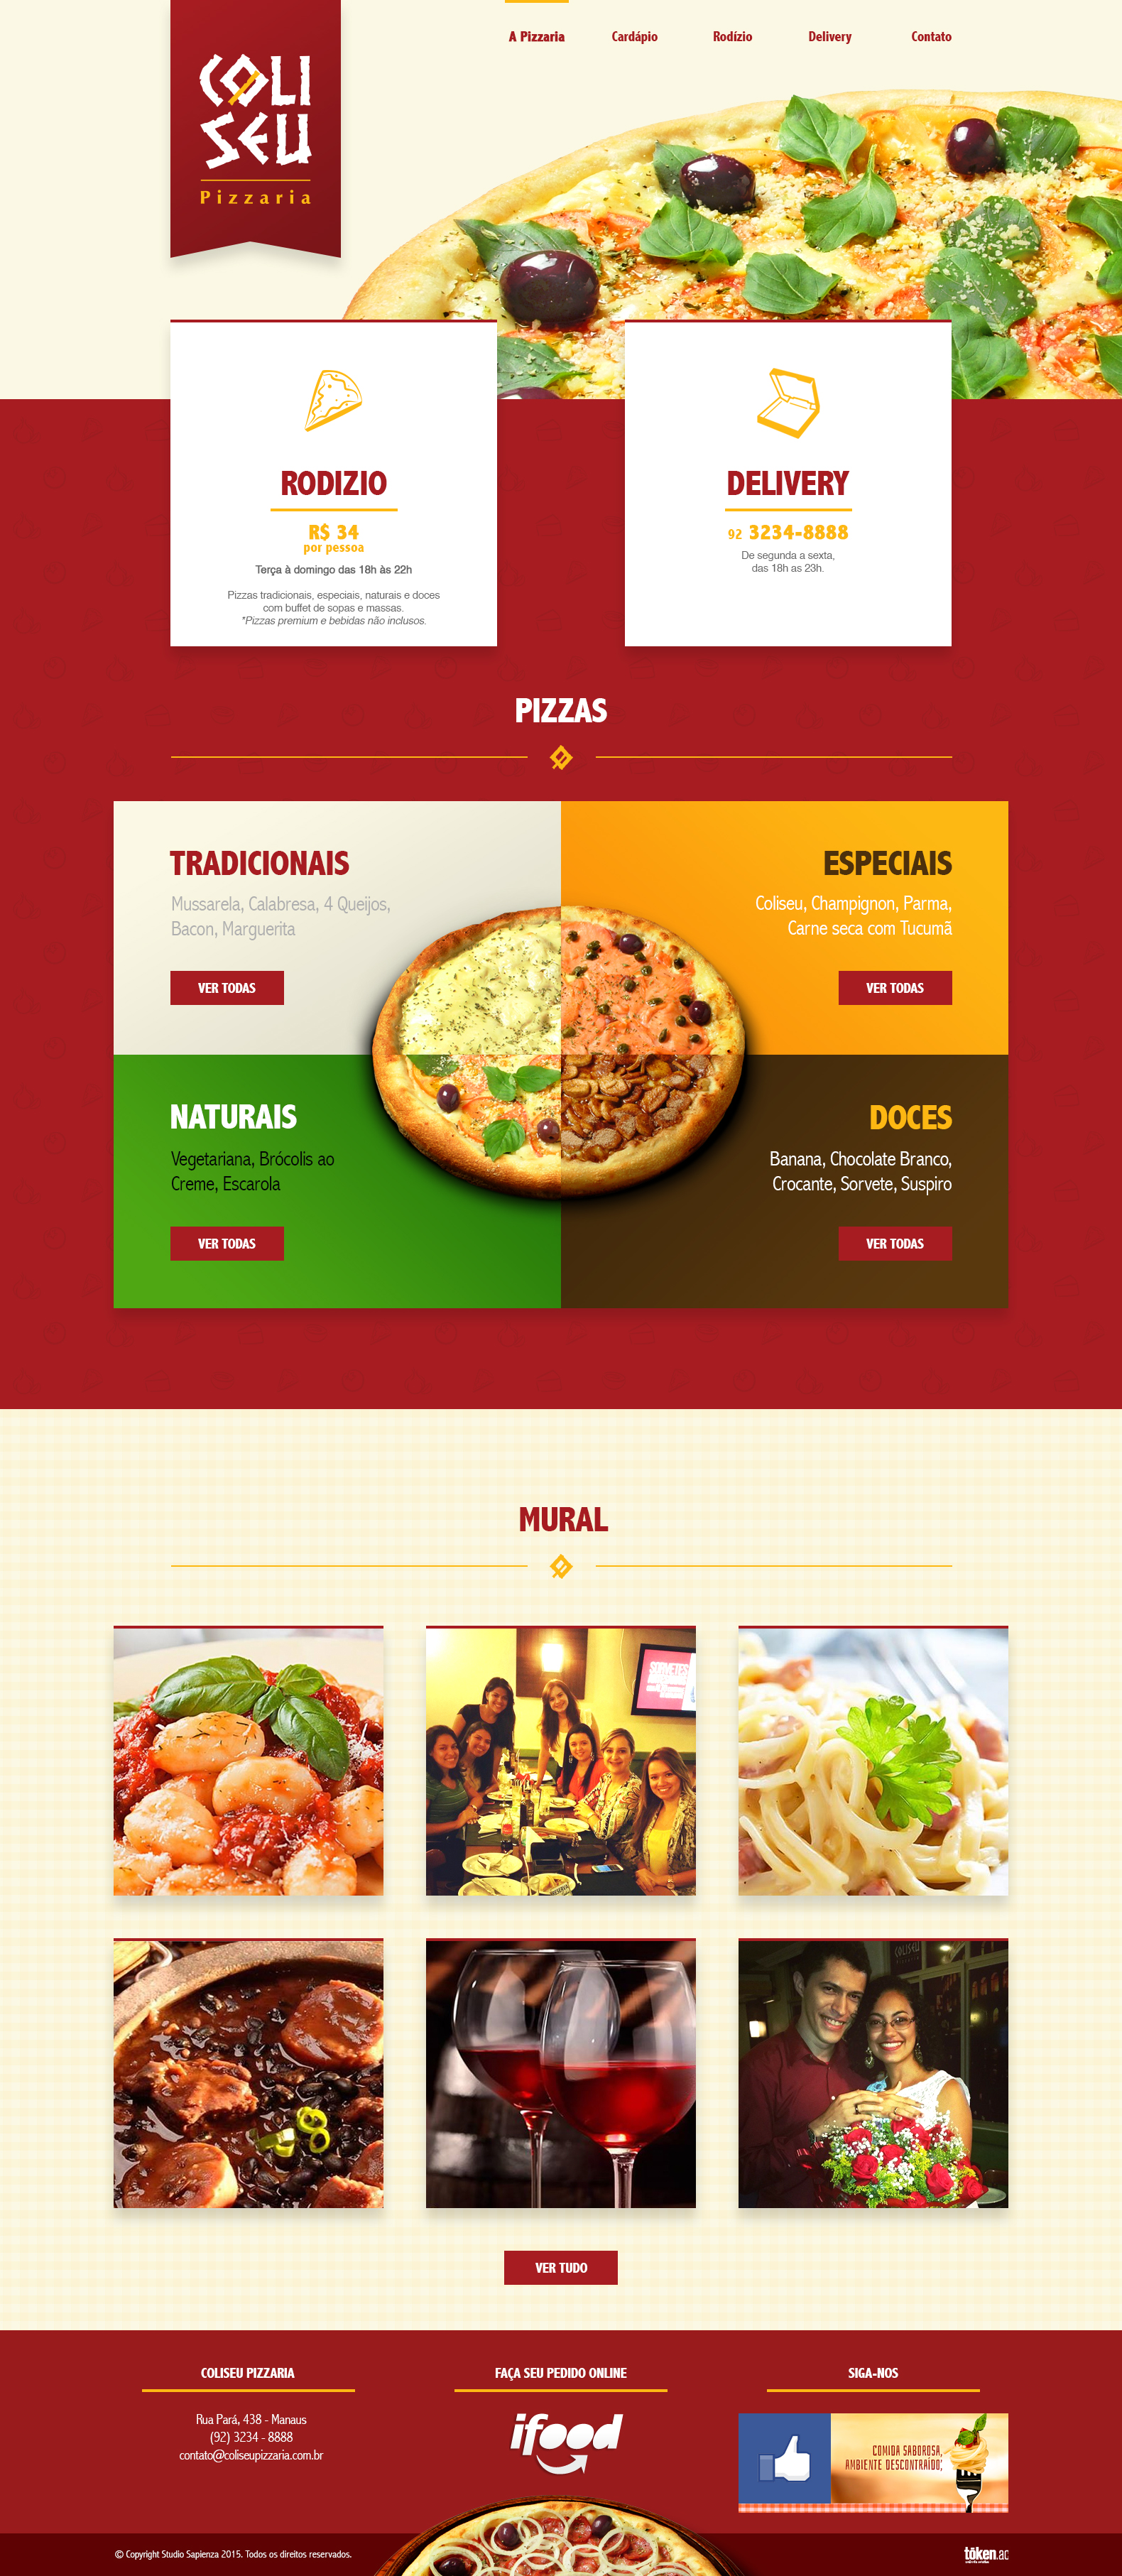 COLI
SEU
Pizzaria
A Pizzaria
Cardápio
Rodízio
Delivery
Contato
RODIZIO
R$ 34
por pessoa
Terça à domingo das 18h às 22h
Pizzas tradicionais, especiais, naturais e doces
com buffet de sopas e massas.
*Pizzas premium e bebidas não inclusos.
DELIVERY
92 3234-8888
De segunda a sexta,
das 18h as 23h.
PIZZAS
TRADICIONAIS
Mussarela, Calabresa, 4 Queijos,
Bacon, Marguerita
VER TODAS
ESPECIAIS
Coliseu, Champignon, Parma,
Carne seca com Tucumã
VER TODAS
NATURAIS
Vegetariana, Brócolis ao
Creme, Escarola
VER TODAS
DOCES
Banana, Chocolate Branco,
Crocante, Sorvete, Suspiro
VER TODAS
MURAL
SORVETES
COLISEU
VER TUDO
COLISEU PIZZARIA
Rua Pará, 438 - Manaus
(92) 3234 - 8888
contato@coliseupizzaria.com.br
FAÇA SEU PEDIDO ONLINE
ifood
SIGA-NOS
COMIDA SABOROSA,
AMBIENTE DESCONTRAÍDO;
© Copyright Studio Sapienza 2015. Todos os direitos reservados.
tôken.ac